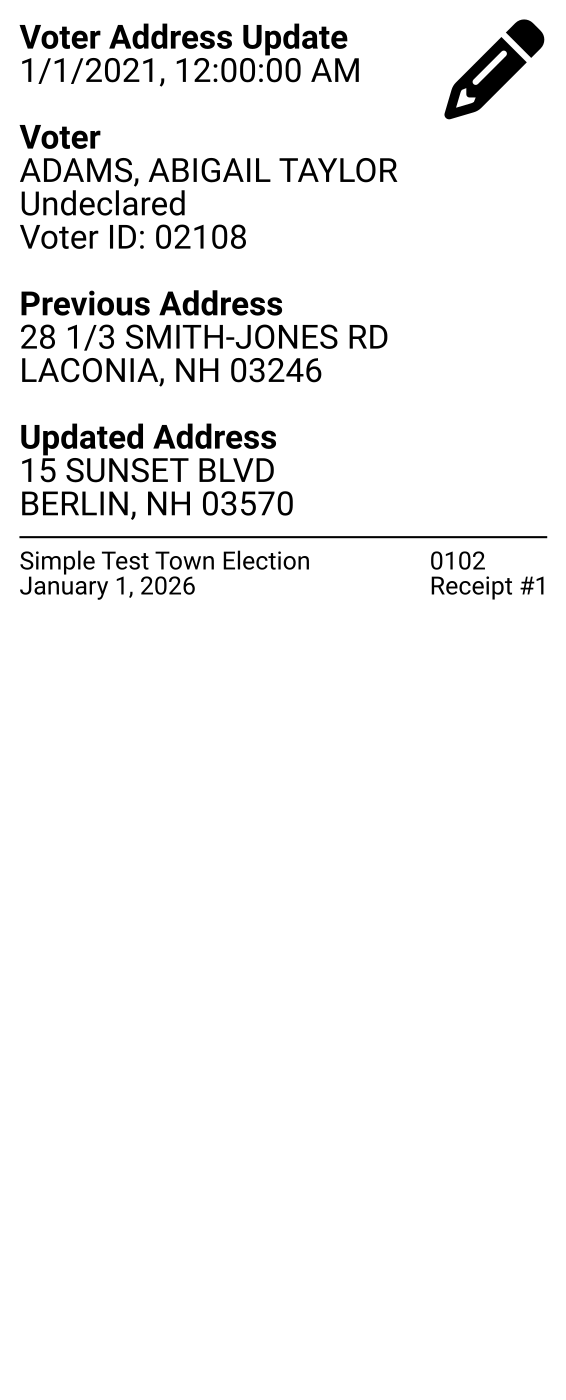 Voter Address Update
1/1/2021, 12:00:00 AM
Voter
ADAMS, ABIGAIL TAYLOR
Undeclared
Voter ID: 02108
Previous Address
28 1/3 SMITH-JONES RD
LACONIA, NH 03246
Updated Address
15 SUNSET BLVD
BERLIN, NH 03570
Simple Test Town Election
January 1, 2026
0102
Receipt #1